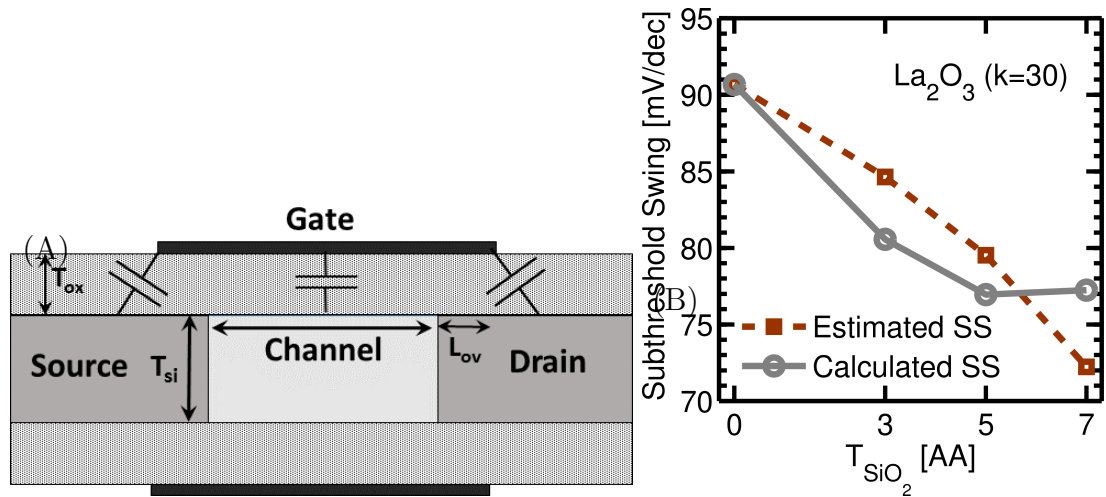 Gate
(A)
Tox
Source
Tsi
Channel
Lov
Drain
Subthreshold Swing [mV/dec]
95
90
85
80
75
70
La2O3 (k=30)
B)
Estimated SS
Calculated SS
0
3
5
7
TSiO2 [AA]